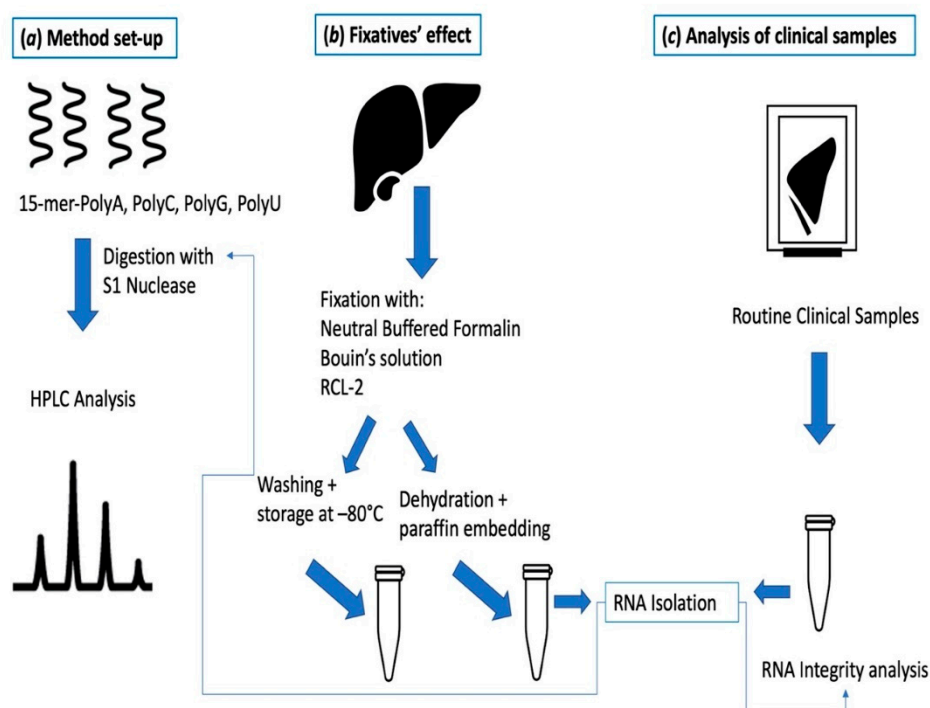 (a) Method set-up
15-mer-PolyA, PolyC, PolyG, PolyU
Digestion with
S1 Nuclease
HPLC Analysis
(b) Fixatives' effect
Fixation with:
Neutral Buffered Formalin
Bouin's solution
RCL-2
Washing +
storage at –80°C
Dehydration +
paraffin embedding
RNA Isolation
(c) Analysis of clinical samples
Routine Clinical Samples
RNA Integrity analysis